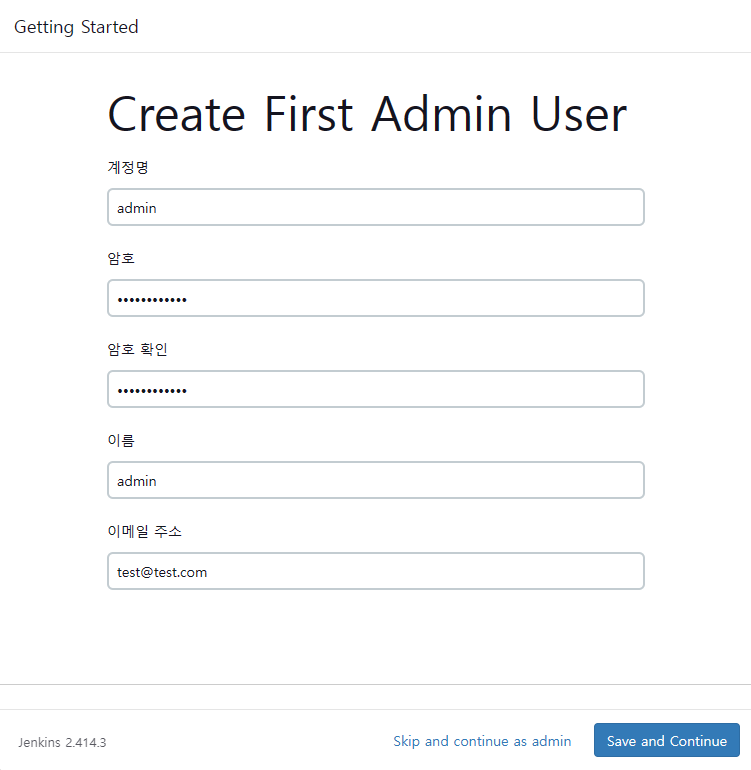 Getting Started
Create First Admin User
계정명
admin
암호
••••••••••••
암호 확인
••••••••••••
이름
admin
이메일 주소
test@test.com
Jenkins 2.414.3
Skip and continue as admin
Save and Continue